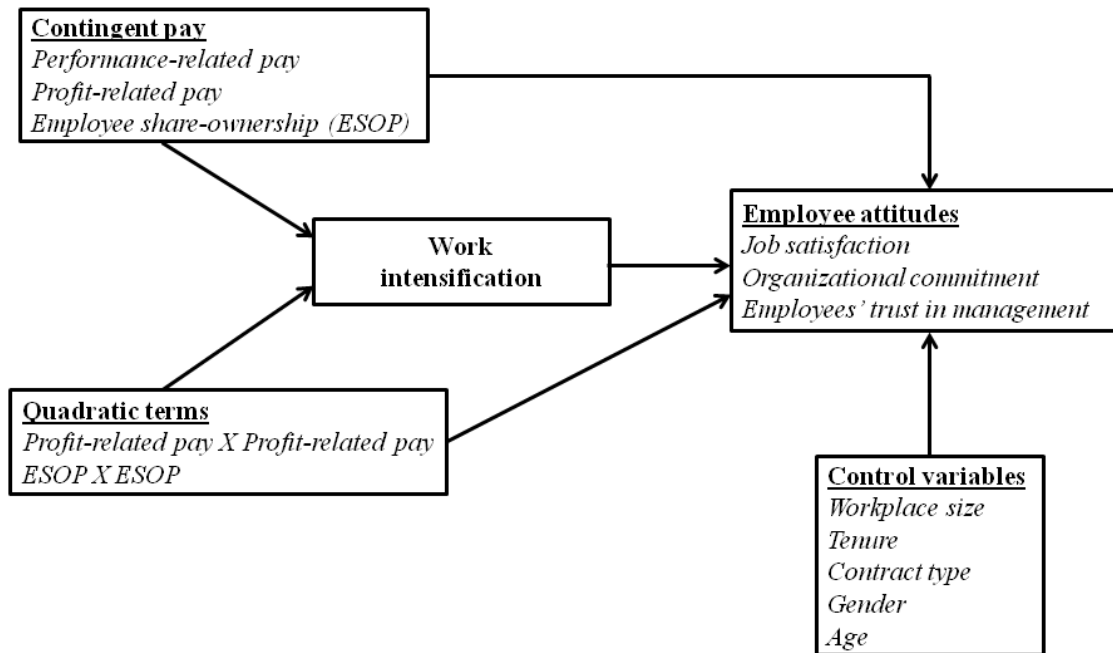 Contingent pay
Performance-related pay
Profit-related pay
Employee share-ownership (ESOP)
Work
intensification
Employee attitudes
Job satisfaction
Organizational commitment
Employees’ trust in management
Quadratic terms
Profit-related pay X Profit-related pay
ESOP X ESOP
Control variables
Workplace size
Tenure
Contract type
Gender
Age